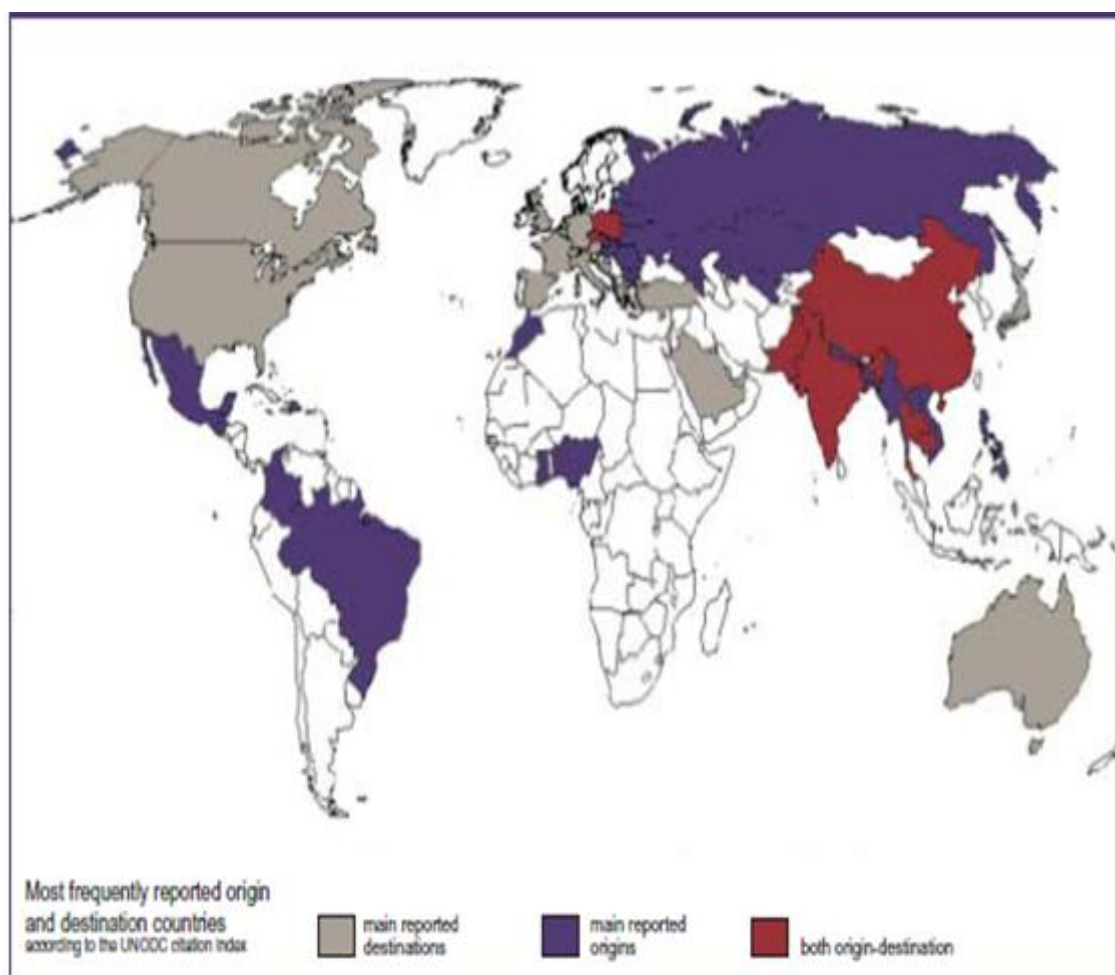 Most frequently reported origin
and destination countries
according to the UNODC citation index
main reported
destinations
main reported
origins
both origin-destination